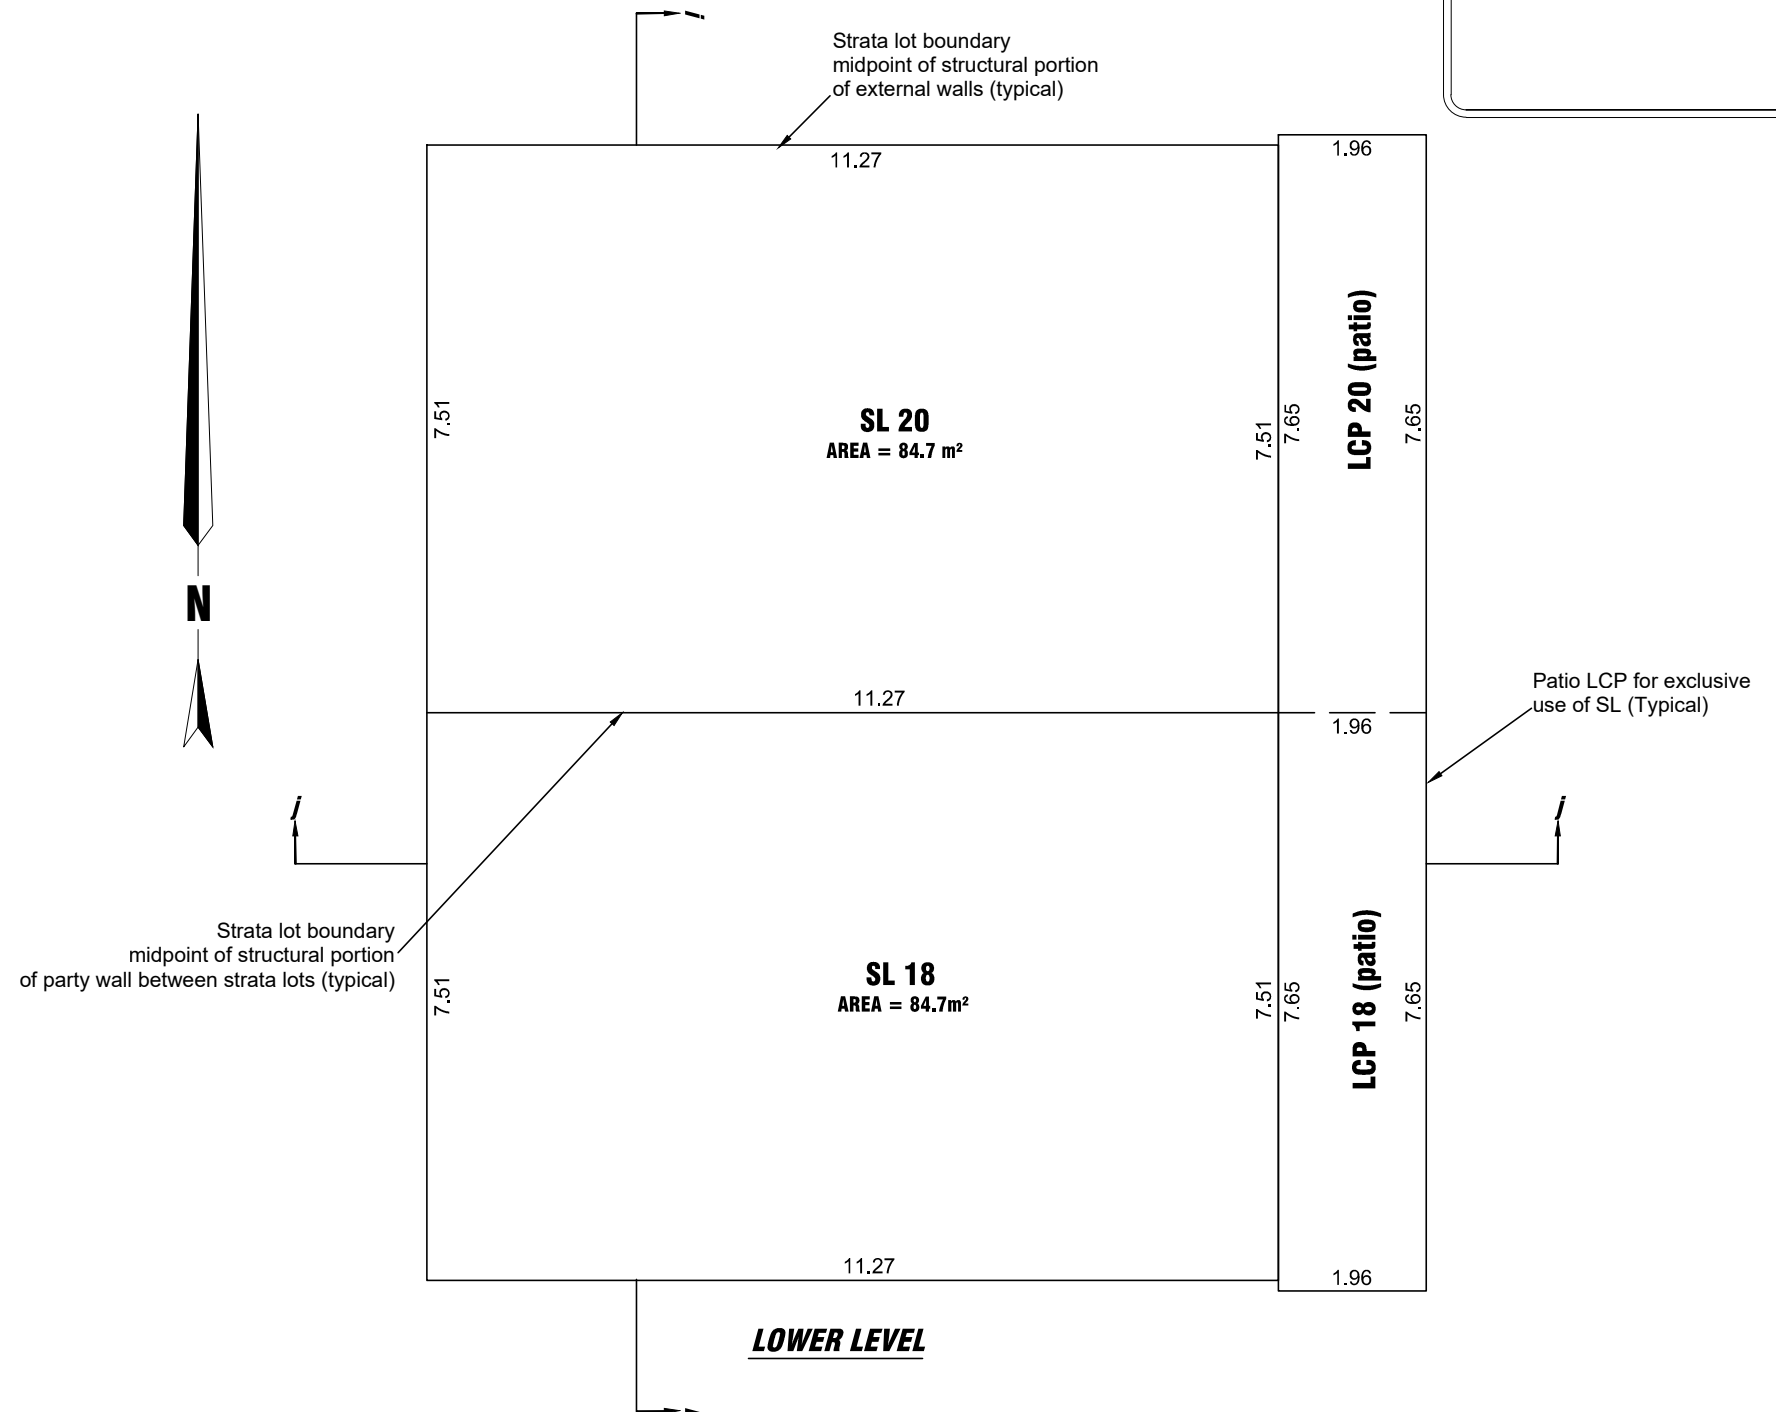 i
Strata lot boundary
midpoint of structural portion
of external walls (typical)
11.27
1.96
7.51
SL 20
AREA = 84.7 m²
7.51
7.65
LCP 20 (patio)
7.65
N
11.27
1.96
Patio LCP for exclusive
use of SL (Typical)
j
j
Strata lot boundary
midpoint of structural portion
of party wall between strata lots (typical)
7.51
SL 18
AREA = 84.7m²
7.51
7.65
LCP 18 (patio)
7.65
11.27
1.96
LOWER LEVEL